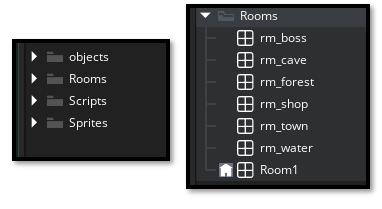 objects
Rooms
Scripts
Sprites
Rooms
rm_boss
rm_cave
rm_forest
rm_shop
rm_town
rm_water
Room1